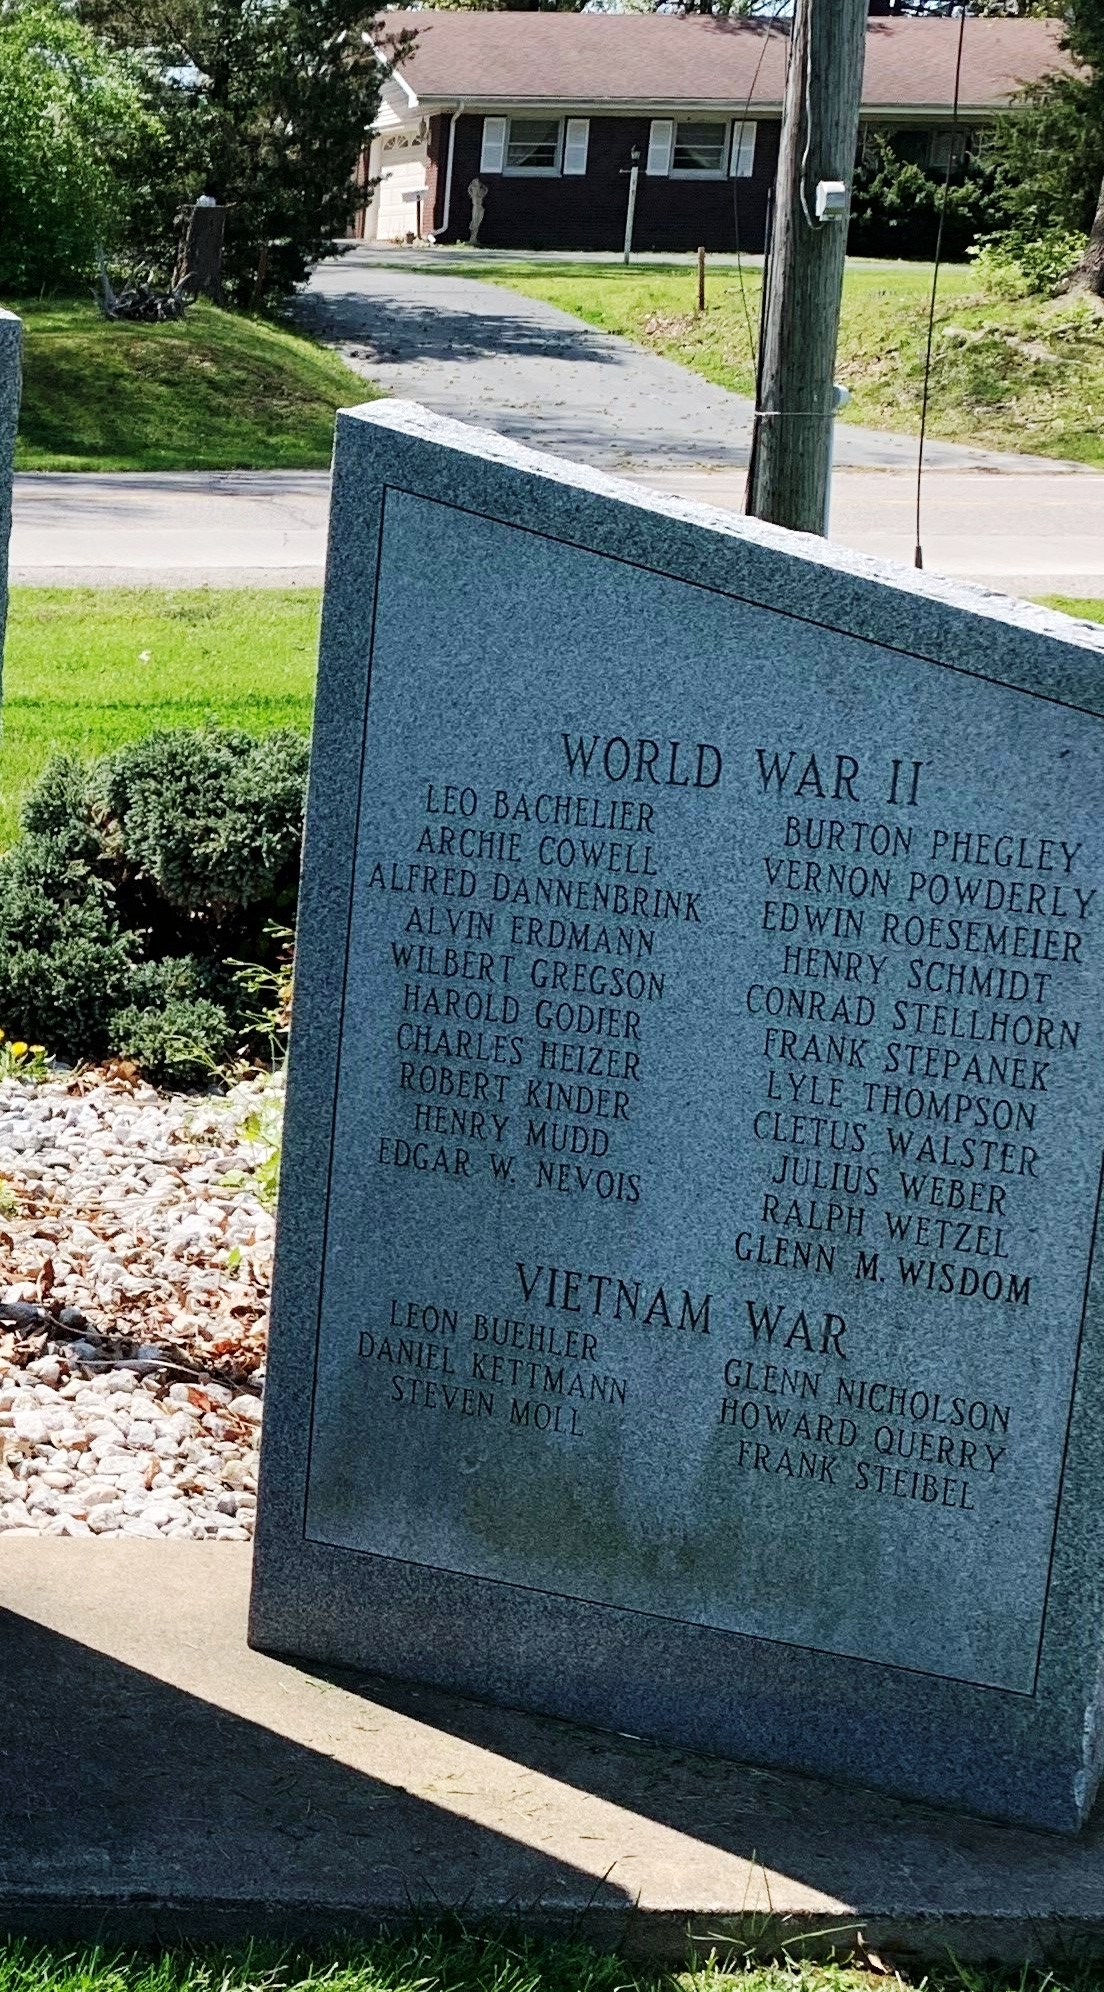 WORLD WAR II
LEO BACHELIER
ARCHIE COWELL
ALFRED DANNENBRINK
ALVIN ERDMANN
WILBERT GREGSON
HAROLD GODIER
CHARLES HEIZER
ROBERT KINDER
HENRY MUDD
EDGAR W. NEVOIS
BURTON PHEGLEY
VERNON POWDERLY
EDWIN ROESEMEIER
HENRY SCHMIDT
CONRAD STELLHORN
FRANK STEPANEK
LYLE THOMPSON
CLETUS WALSTER
JULIUS WEBER
RALPH WETZEL
GLENN M. WISDOM
VIETNAM WAR
LEON BUEHLER
DANIEL KETTMANN
STEVEN MOLL
GLENN NICHOLSON
HOWARD QUERRY
FRANK STEIBEL